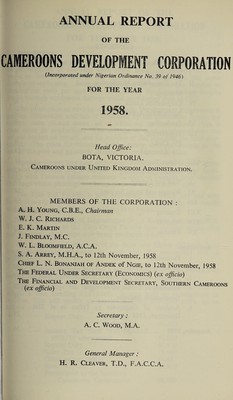 ANNUAL REPORT
OF THE
CAMEROONS DEVELOPMENT CORPORATION
(Incorporated under Nigerian Ordinance No. 39 of 1946)
FOR THE YEAR
1958.
Head Office:
BOTA, VICTORIA.
CAMEROONS UNDER UNITED KINGDOM ADMINISTRATION.
MEMBERS OF THE CORPORATION :
A. H. YOUNG, C.B.E., Chairman
W. J. C. RICHARDS
E. K. MARTIN
J. FINDLAY, M.C.
W. L. BLOOMFIELD, A.C.A.
S. A. ARREY, M.H.A., to 12th November, 1958
CHIEF L. N. BONANJAH OF ANDEK OF NGIE, to 12th November, 1958
THE FEDERAL UNDER SECRETARY (ECONOMICS) (ex officio)
THE FINANCIAL AND DEVELOPMENT SECRETARY, SOUTHERN CAMEROONS
(ex officio)
Secretary :
A. C. WOOD, M.A.
General Manager :
H. R. CLEAVER, T.D., F.A.C.C.A.